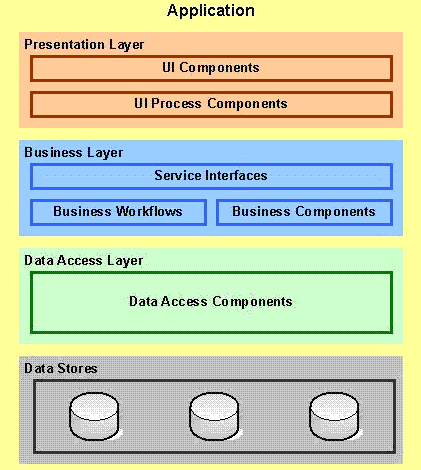 Application
Presentation Layer
UI Components
UI Process Components
Business Layer
Service Interfaces
Business Workflows
Business Components
Data Access Layer
Data Access Components
Data Stores